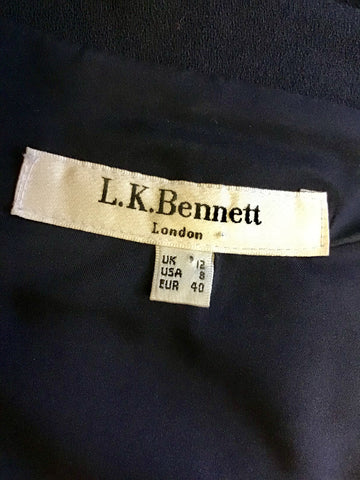 L.K.Bennett
London
UK 12
USA 8
EUR 40